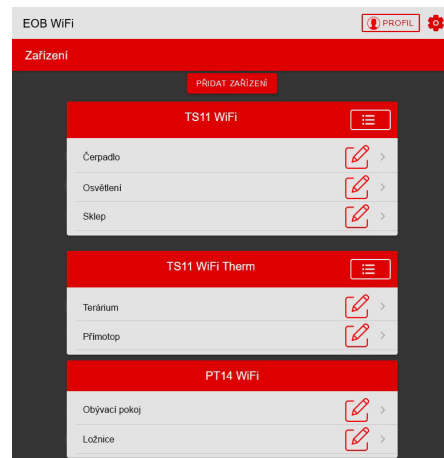 EOB WiFi
PROFIL
Zařízení
PŘIDAT ZAŘÍZENÍ
TS11 WiFi
Čerpadlo
Osvětlení
Sklep
TS11 WiFi Therm
Terárium
Přímotop
PT14 WiFi
Obývací pokoj
Ložnice